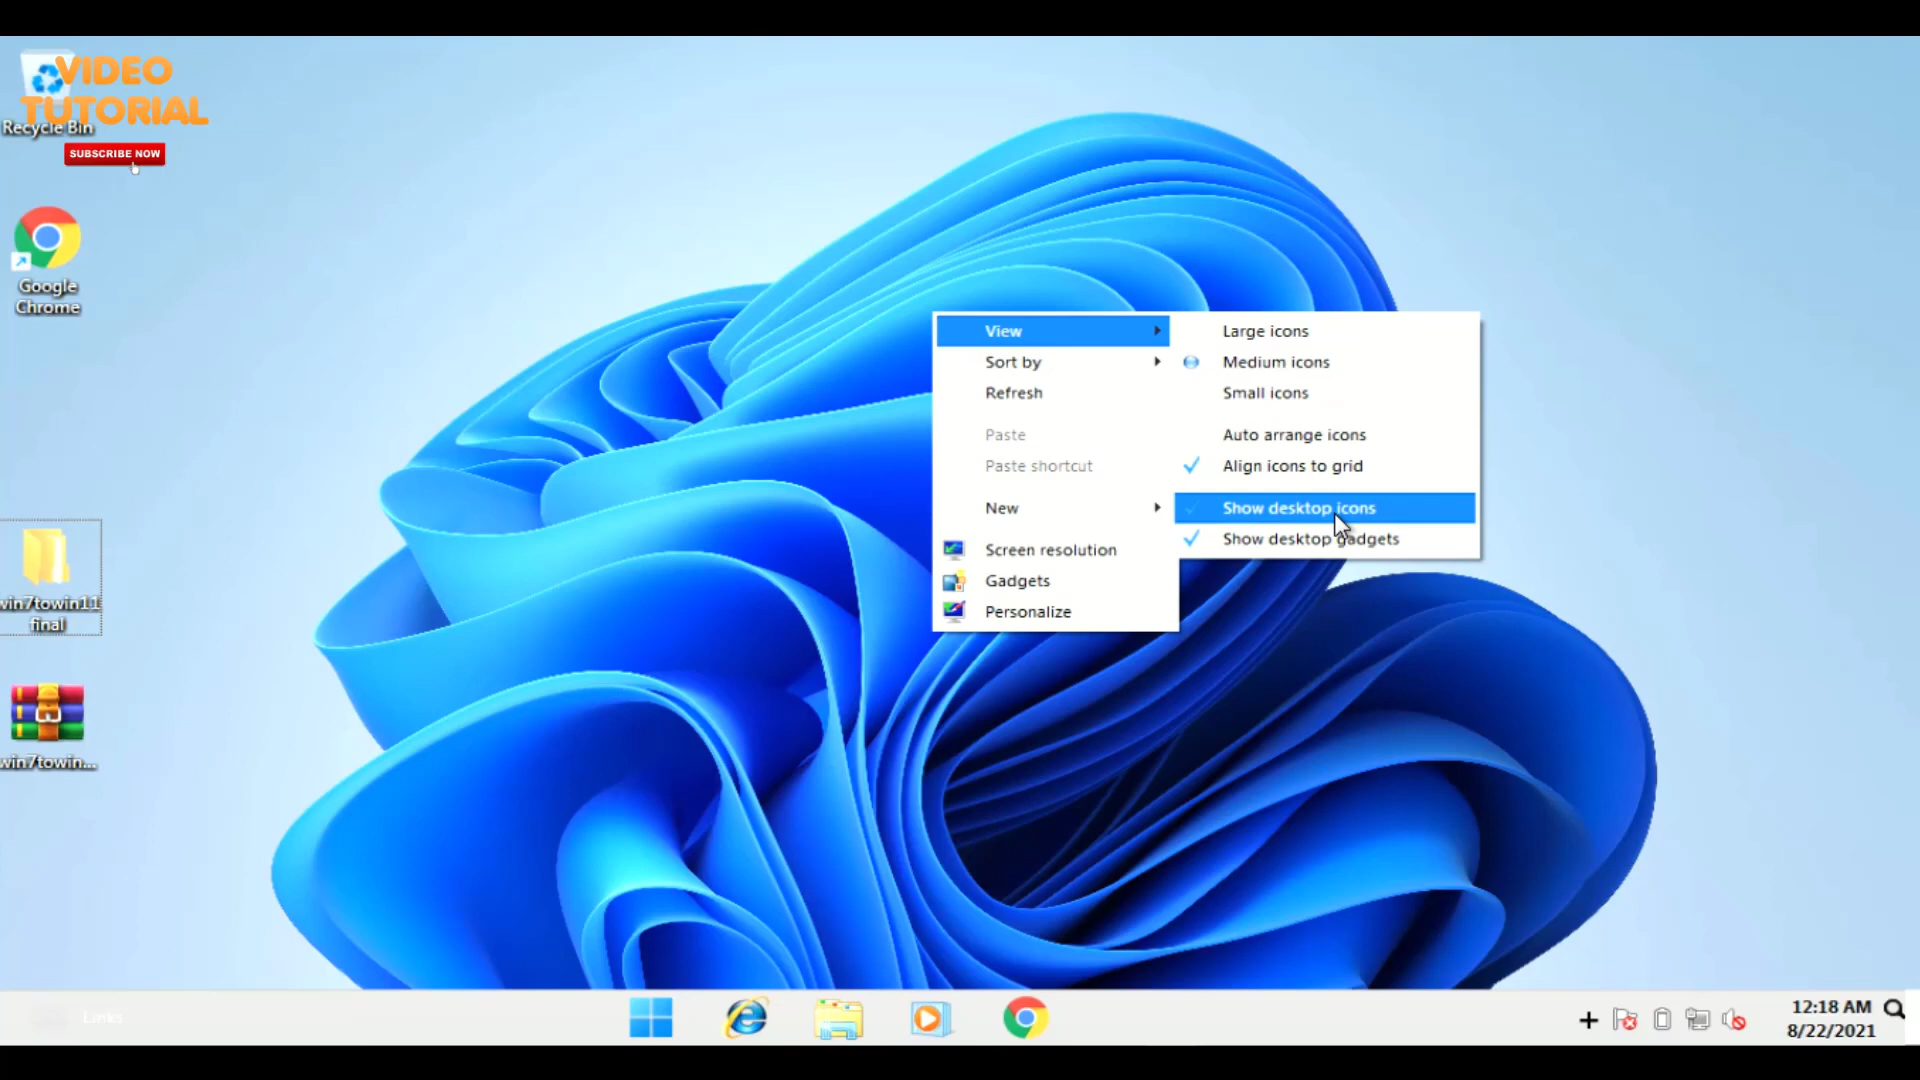 VIDEO
TUTORIAL
Recycle Bin
SUBSCRIBE NOW
Google
Chrome
win7towin11
final
win7towin...
View
Sort by
Refresh
Paste
Paste shortcut
New
Screen resolution
Gadgets
Personalize
Large icons
Medium icons
Small icons
Auto arrange icons
Align icons to grid
Show desktop icons
Show desktop gadgets
Links
12:18 AM
8/22/2021